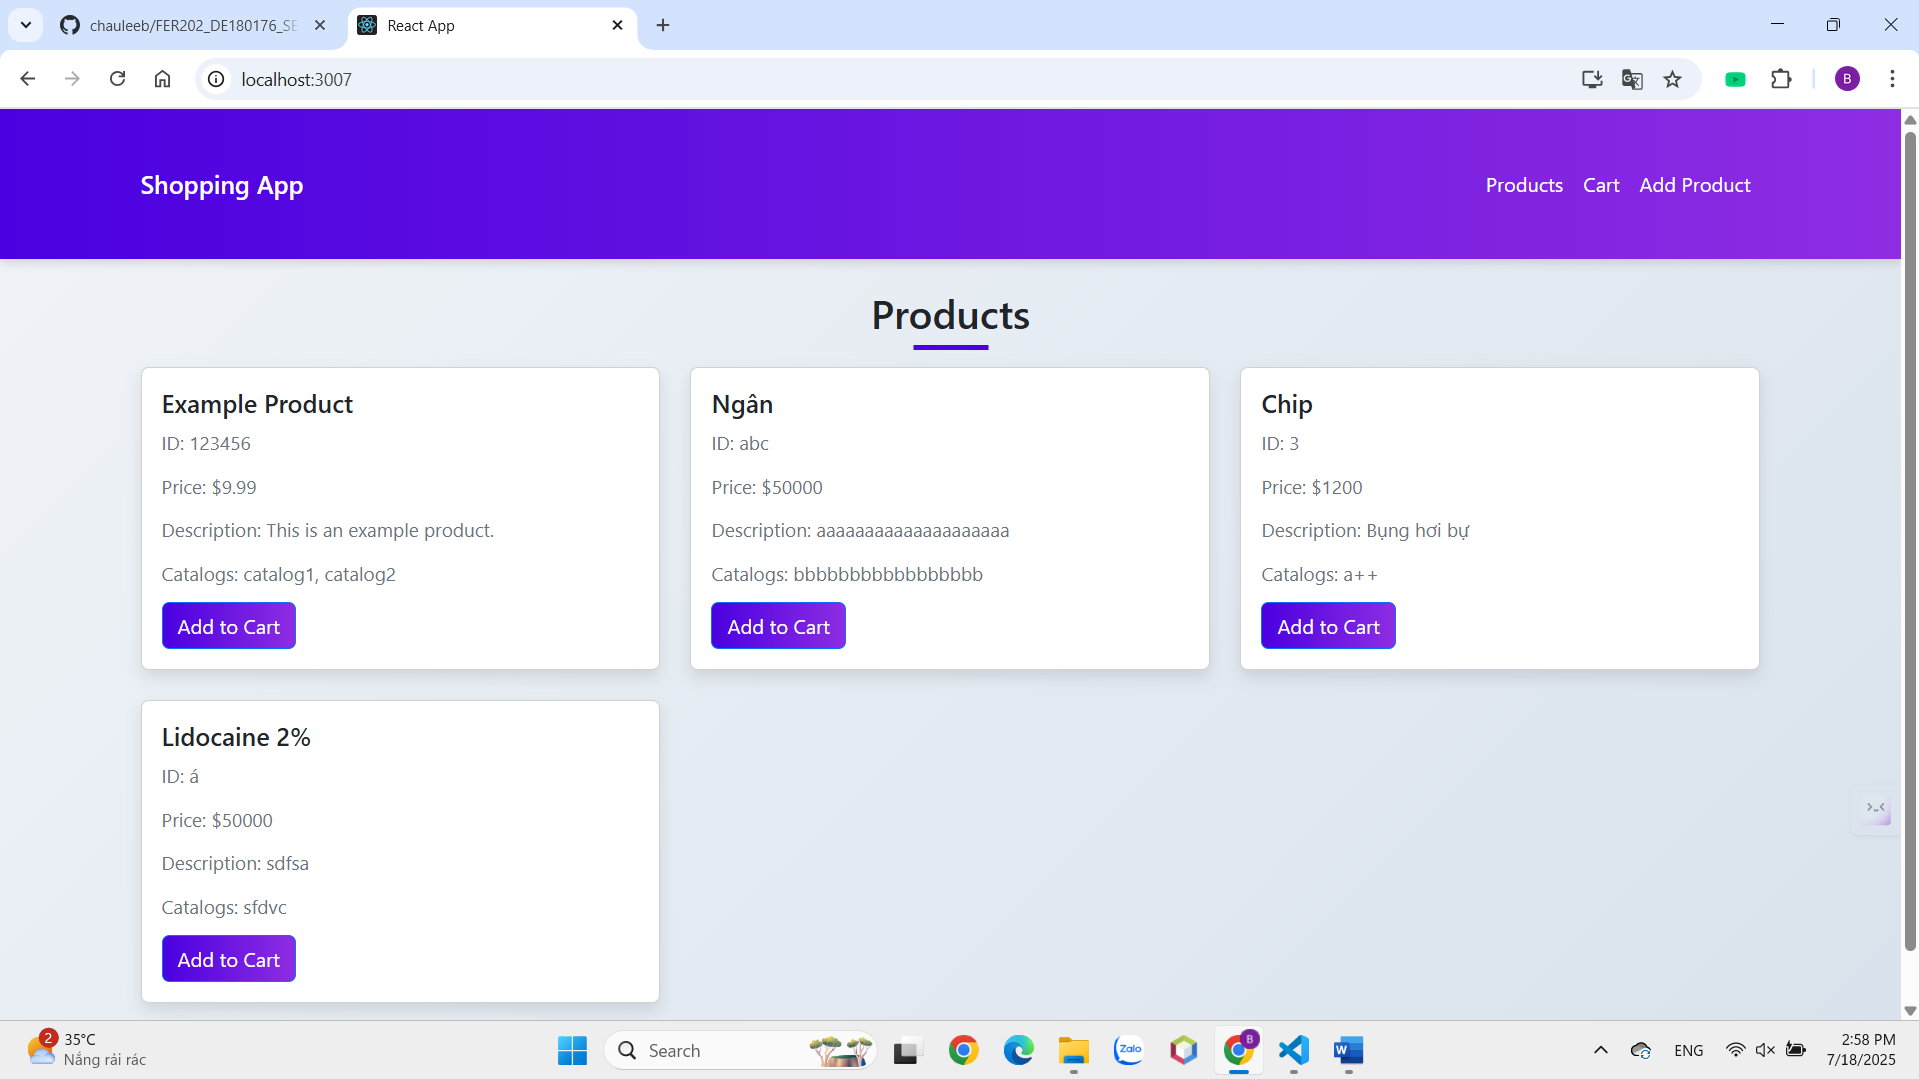 chauleeb/FER202_DE180176_SE
React App
localhost:3007
B
Shopping App
Products
Cart
Add Product
Products
Example Product
ID: 123456
Price: $9.99
Description: This is an example product.
Catalogs: catalog1, catalog2
Add to Cart
Ngân
ID: abc
Price: $50000
Description: aaaaaaaaaaaaaaaaaaaa
Catalogs: bbbbbbbbbbbbbbbbbb
Add to Cart
Chip
ID: 3
Price: $1200
Description: Bụng hơi bự
Catalogs: a++
Add to Cart
Lidocaine 2%
ID: á
Price: $50000
Description: sdfsa
Catalogs: sfdvc
Add to Cart
2
35°C
Nắng rải rác
Search
Zalo
B
W
ENG
2:58 PM
7/18/2025